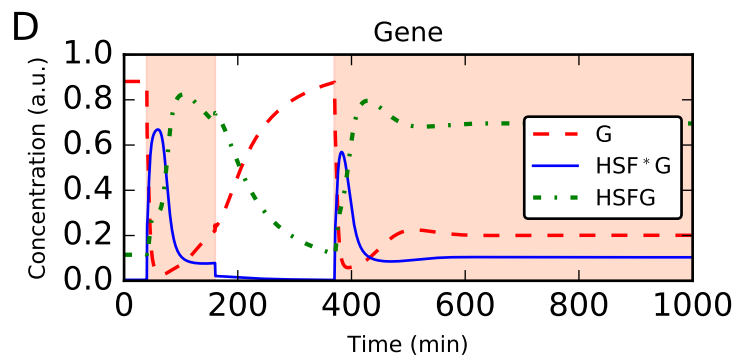 D
Gene
Concentration (a.u.)
1.0
0.8
0.6
0.4
0.2
0.0
G
HSF*G
HSFG
0 200 400 600 800 1000
Time (min)